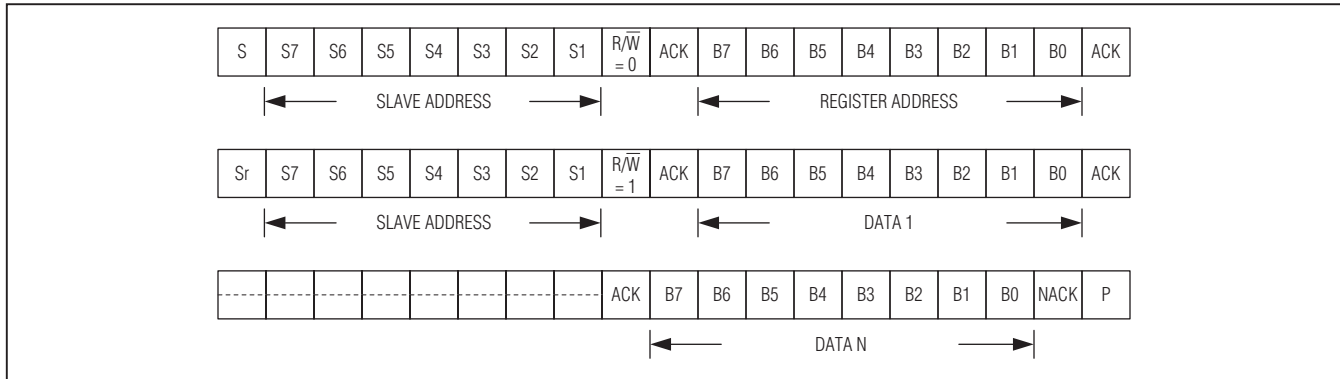 S S7 S6 S5 S4 S3 S2 S1 R/W̅ = 0 ACK B7 B6 B5 B4 B3 B2 B1 B0 ACK
SLAVE ADDRESS REGISTER ADDRESS
Sr S7 S6 S5 S4 S3 S2 S1 R/W̅ = 1 ACK B7 B6 B5 B4 B3 B2 B1 B0 ACK
SLAVE ADDRESS DATA 1
ACK B7 B6 B5 B4 B3 B2 B1 B0 NACK P
DATA N